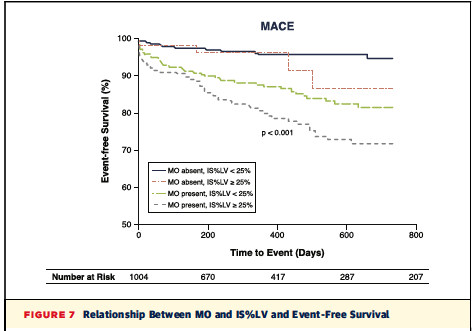 MACE
100
90
80
70
60
50
Event-free Survival (%)
p < 0.001
MO absent, IS%LV < 25%
MO absent, IS%LV ≥ 25%
MO present, IS%LV < 25%
MO present, IS%LV ≥ 25%
0 200 400 600 800
Time to Event (Days)
Number at Risk 1004 670 417 287 207
FIGURE 7 Relationship Between MO and IS%LV and Event-Free Survival